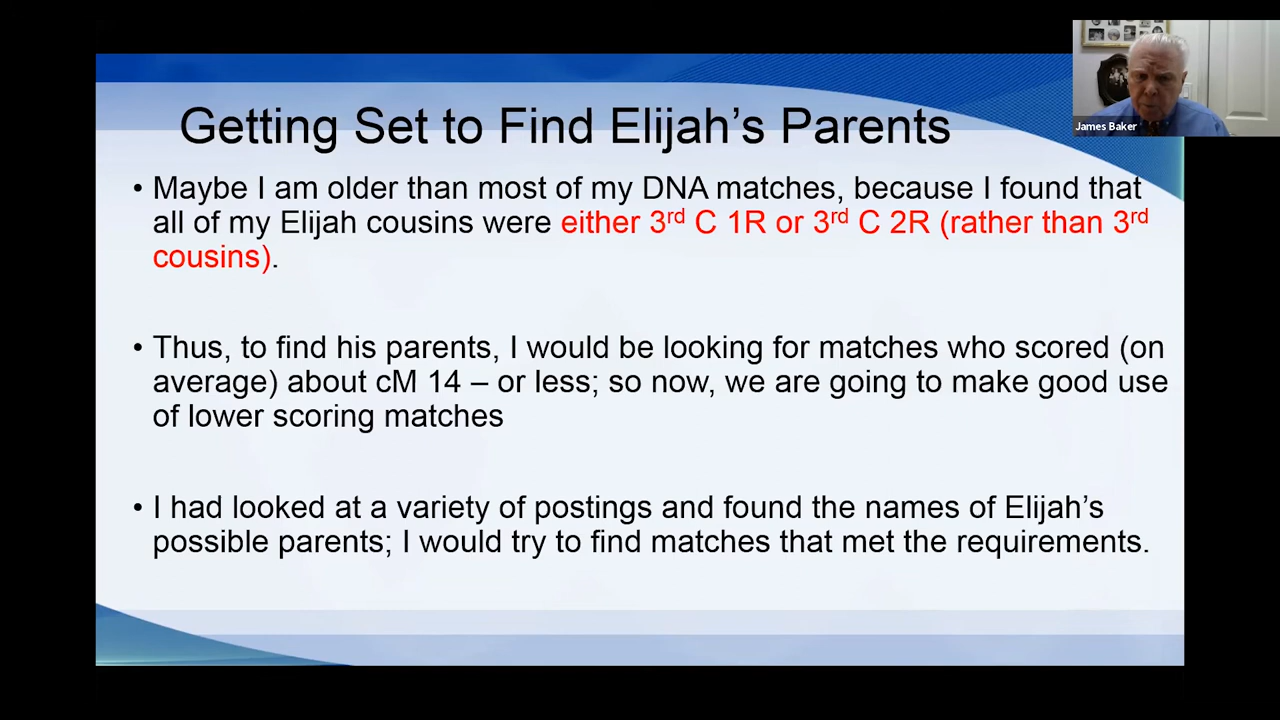 Getting Set to Find Elijah's Parents
James Baker
• Maybe I am older than most of my DNA matches, because I found that
all of my Elijah cousins were either 3rd C 1R or 3rd C 2R (rather than 3rd
cousins).
• Thus, to find his parents, I would be looking for matches who scored (on
average) about cM 14 – or less; so now, we are going to make good use
of lower scoring matches
• I had looked at a variety of postings and found the names of Elijah's
possible parents; I would try to find matches that met the requirements.